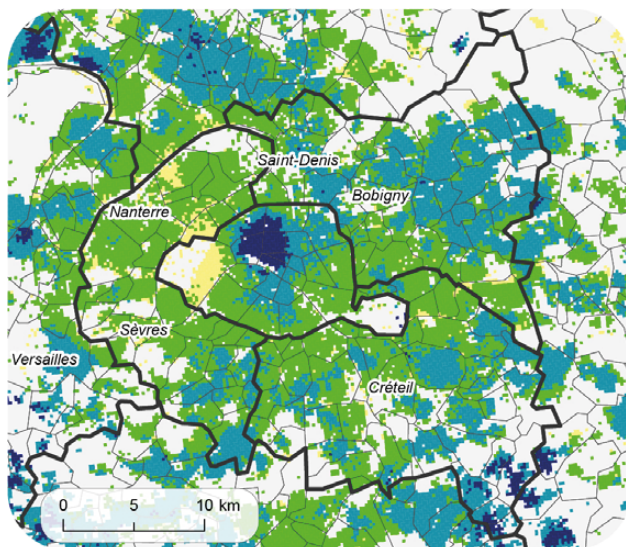 Saint-Denis
Bobigny
Nanterre
Sèvres
Versailles
Créteil
0 5 10 km